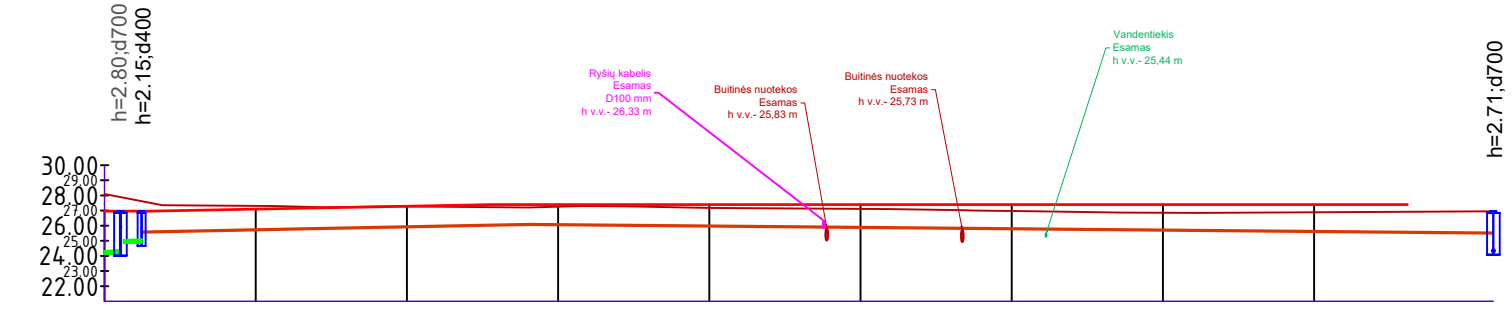 h=2.80;d700
h=2.15;d400
Ryšių kabelis
Esamas
D100 mm
h v.v.- 26,33 m
Buitinės nuotekos
Esamas
h v.v.- 25,83 m
Buitinės nuotekos
Esamas
h v.v.- 25,73 m
Vandentiekis
Esamas
h v.v.- 25,44 m
h=2.71;d700
30,00
29,00
28,00
27,00
26,00
25,00
24,00
23,00
22,00